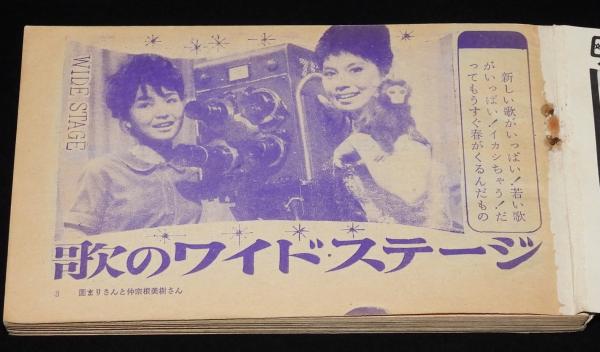 WIDE STAGE
新しい歌がいっぱい!若い歌
がいっぱい!イカシちゃう!だ
ってもうすぐ春がくるんだもの
歌のワイド・ステージ
3 園まりさんと仲宗根美樹さん